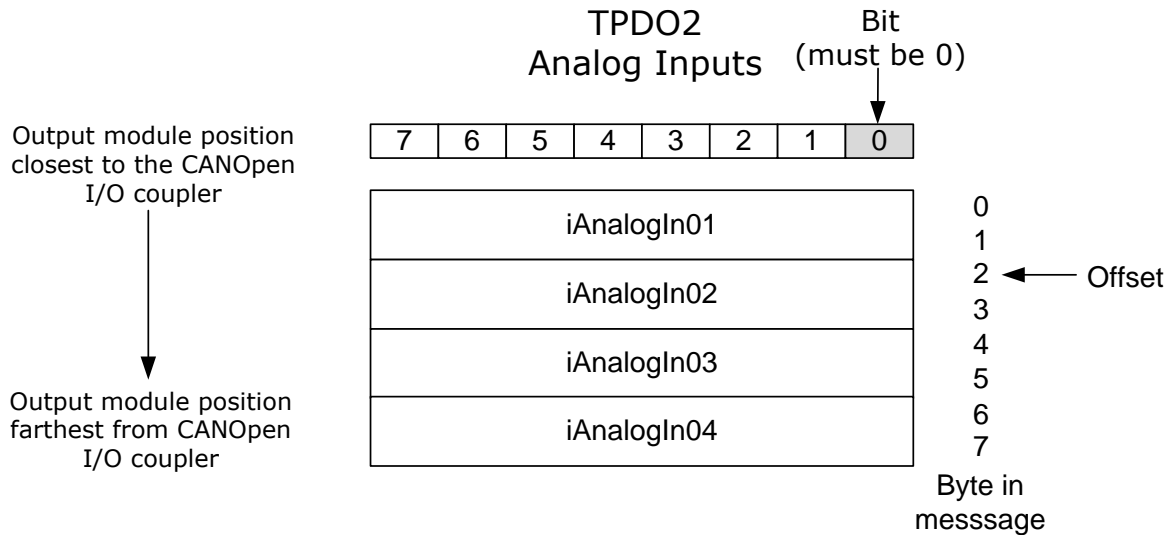 TPDO2
Analog Inputs
Bit
(must be 0)
Output module position
closest to the CANOpen
I/O coupler
7 6 5 4 3 2 1 0
iAnalogIn01
iAnalogIn02
iAnalogIn03
iAnalogIn04
0
1
2
3
4
5
6
7
Offset
Output module position
farthest from CANOpen
I/O coupler
Byte in
messsage